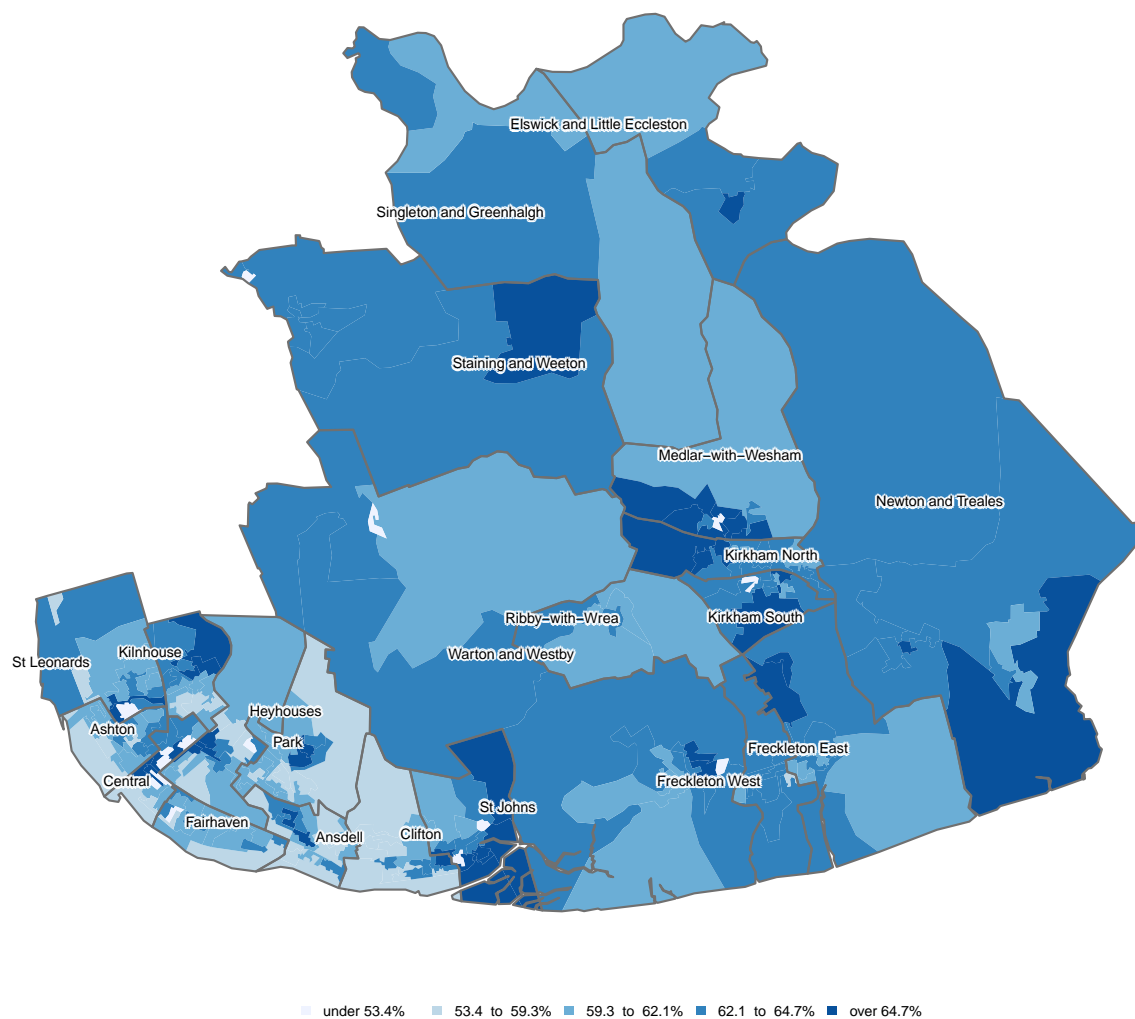 Elswick and Little Eccleston
Singleton and Greenhalgh
Staining and Weeton
Medlar−with−Wesham
Newton and Treales
Kirkham North
Ribby−with−Wrea
Kirkham South
Kilnhouse
St Leonards
Warton and Westby
Heyhouses
Ashton
Park
Freckleton East
Central
Freckleton West
St Johns
Fairhaven
Clifton
Ansdell
under 53.4%
53.4 to 59.3%
59.3 to 62.1%
62.1 to 64.7%
over 64.7%